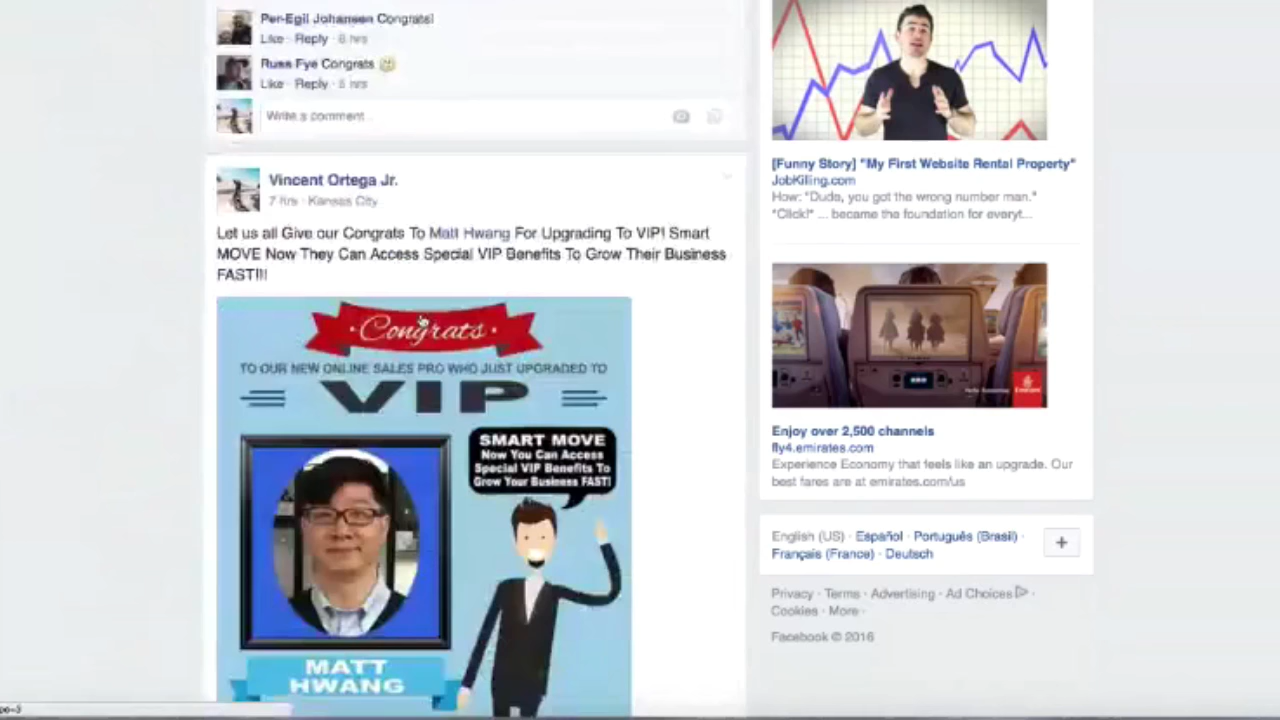 Per-Egil Johansen Congrats!
Like · Reply · 6 hrs
Russ Fye Congrats
Like · Reply · 5 hrs
Write a comment...
Vincent Ortega Jr.
7 hrs · Kansas City
Let us all Give our Congrats To Matt Hwang For Upgrading To VIP! Smart
MOVE Now They Can Access Special VIP Benefits To Grow Their Business
FAST!!!
· Congrats ·
TO OUR NEW ONLINE SALES PRO WHO JUST UPGRADED TO
VIP
SMART MOVE
Now You Can Access
Special VIP Benefits To
Grow Your Business FAST!
MATT
HWANG
[Funny Story] "My First Website Rental Property"
JobKilling.com
How: "Dude, you got the wrong number man."
*Click!* ... became the foundation for everyt...
Enjoy over 2,500 channels
fly4.emirates.com
Experience Economy that feels like an upgrade. Our
best fares are at emirates.com/us
English (US) · Español · Português (Brasil) ·
Français (France) · Deutsch
+
Privacy · Terms · Advertising · Ad Choices ·
Cookies · More ·
Facebook © 2016